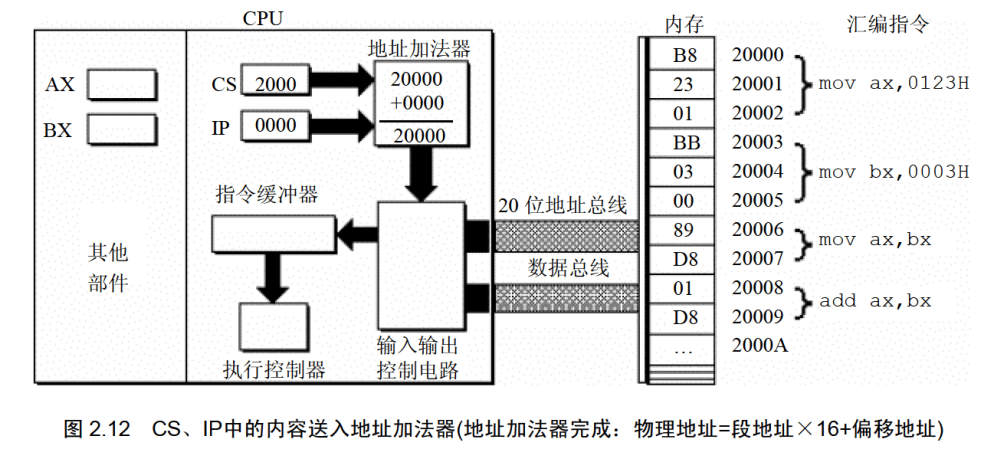 CPU
内存
汇编指令
地址加法器
AX
BX
CS 2000
IP 0000
20000
+0000
20000
指令缓冲器
其他
部件
执行控制器
输入输出
控制电路
20 位地址总线
数据总线
B8 20000
23 20001
01 20002
BB 20003
03 20004
00 20005
89 20006
D8 20007
01 20008
D8 20009
… 2000A
mov ax,0123H
mov bx,0003H
mov ax,bx
add ax,bx
图 2.12 CS、IP中的内容送入地址加法器(地址加法器完成：物理地址=段地址×16+偏移地址)